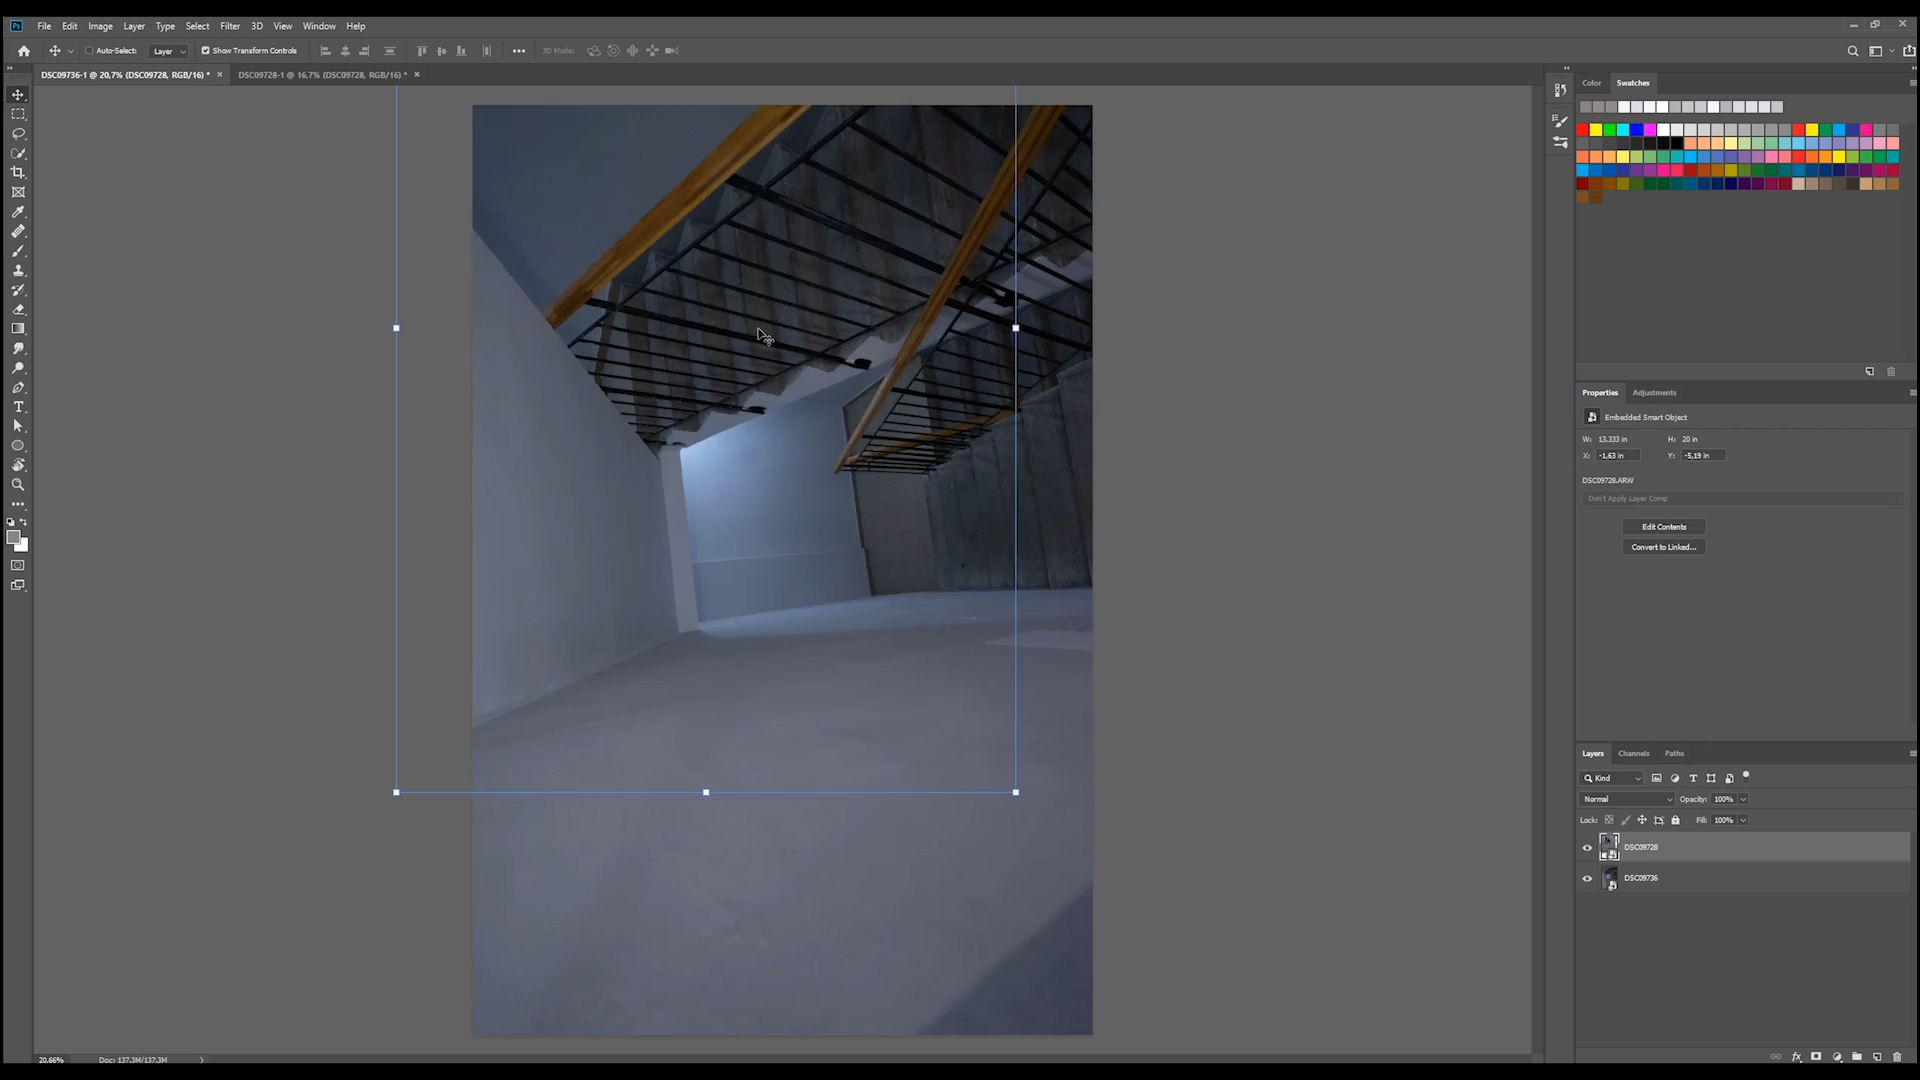 Ps File Edit Image Layer Type Select Filter 3D View Window Help
Auto-Select: Layer Show Transform Controls 3D Mode:
DSC09736-1 @ 20,7% (DSC09728, RGB/16) * DSC09728-1 @ 16,7% (DSC09728, RGB/16) *
Color Swatches
Properties Adjustments
Embedded Smart Object
W: 13.333 in H: 20 in
X: -1,63 in Y: -5,19 in
DSC09728.ARW
Don't Apply Layer Comp
Edit Contents
Convert to Linked...
Layers Channels Paths
Kind
Normal Opacity: 100%
Lock: Fill: 100%
DSC09728
DSC09736
20.66% Doc: 137.3M/137.3M